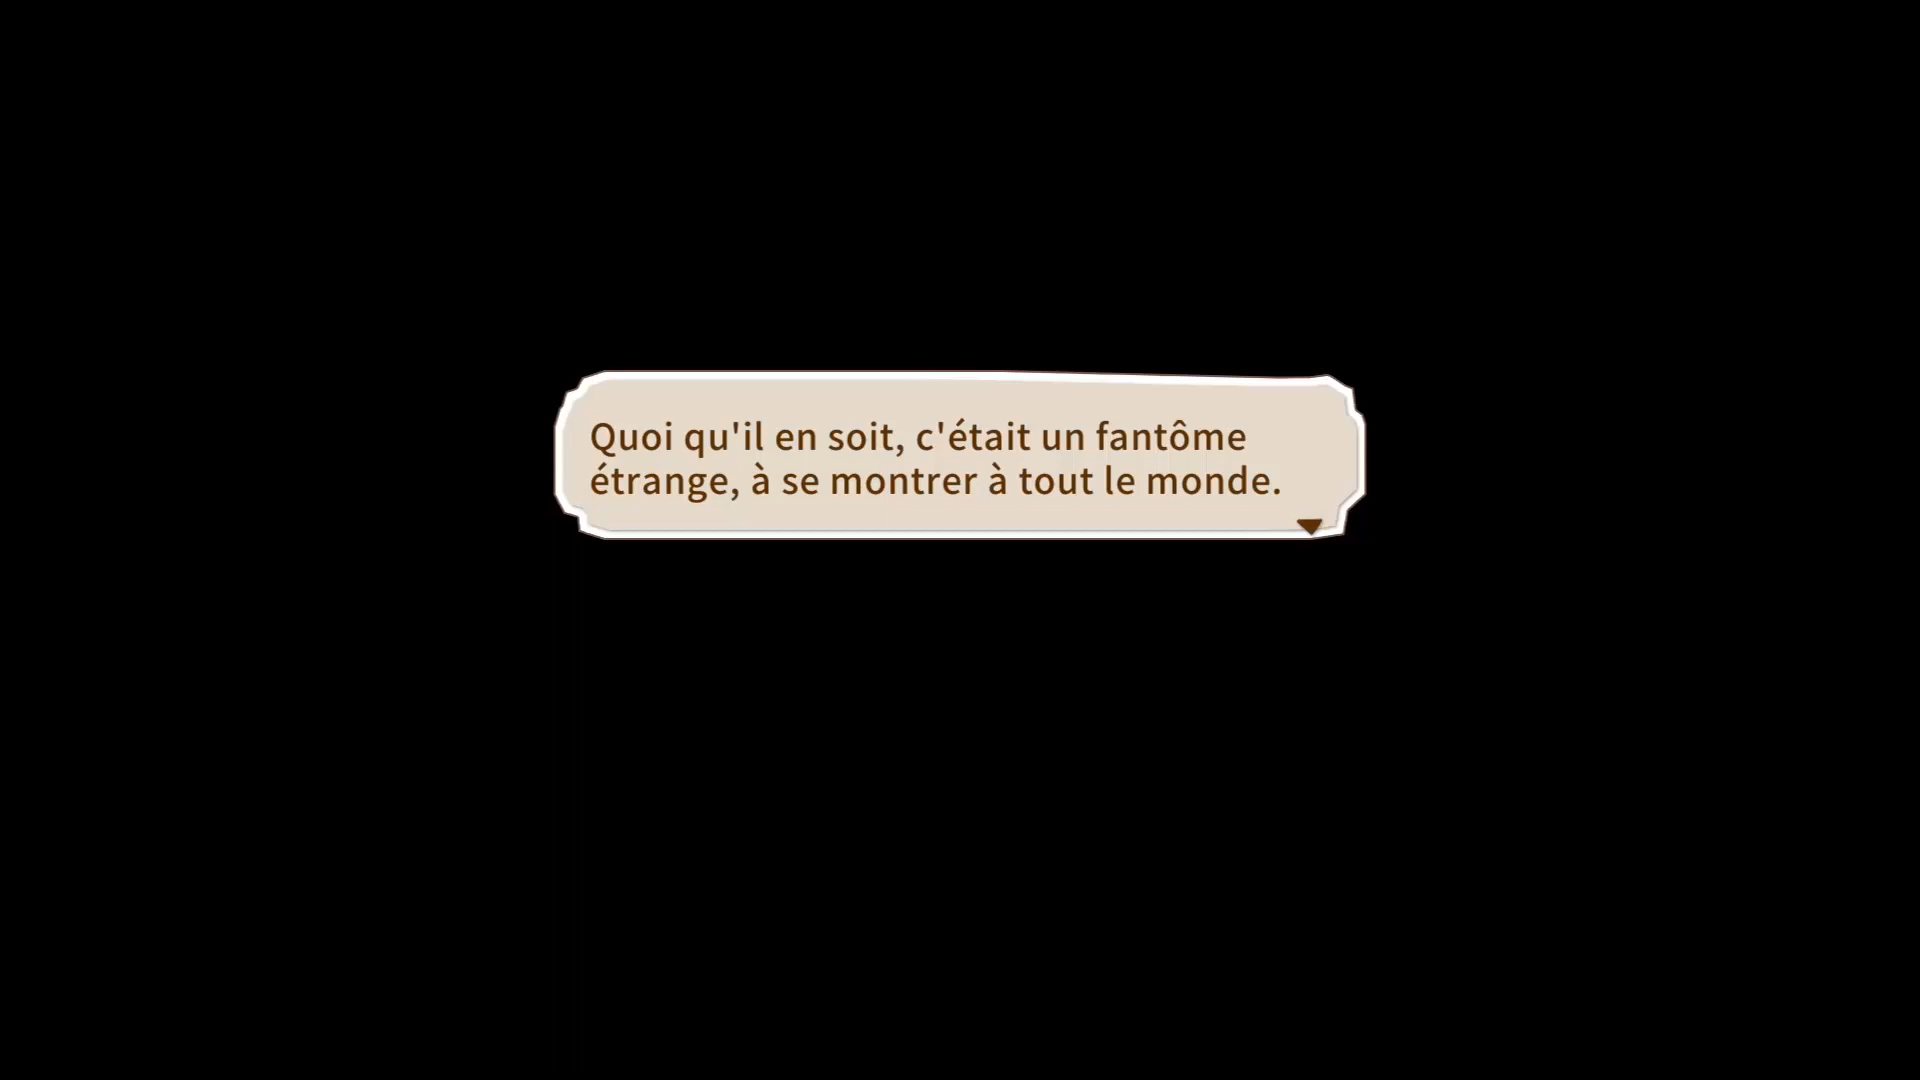 Quoi qu'il en soit, c'était un fantôme
étrange, à se montrer à tout le monde.